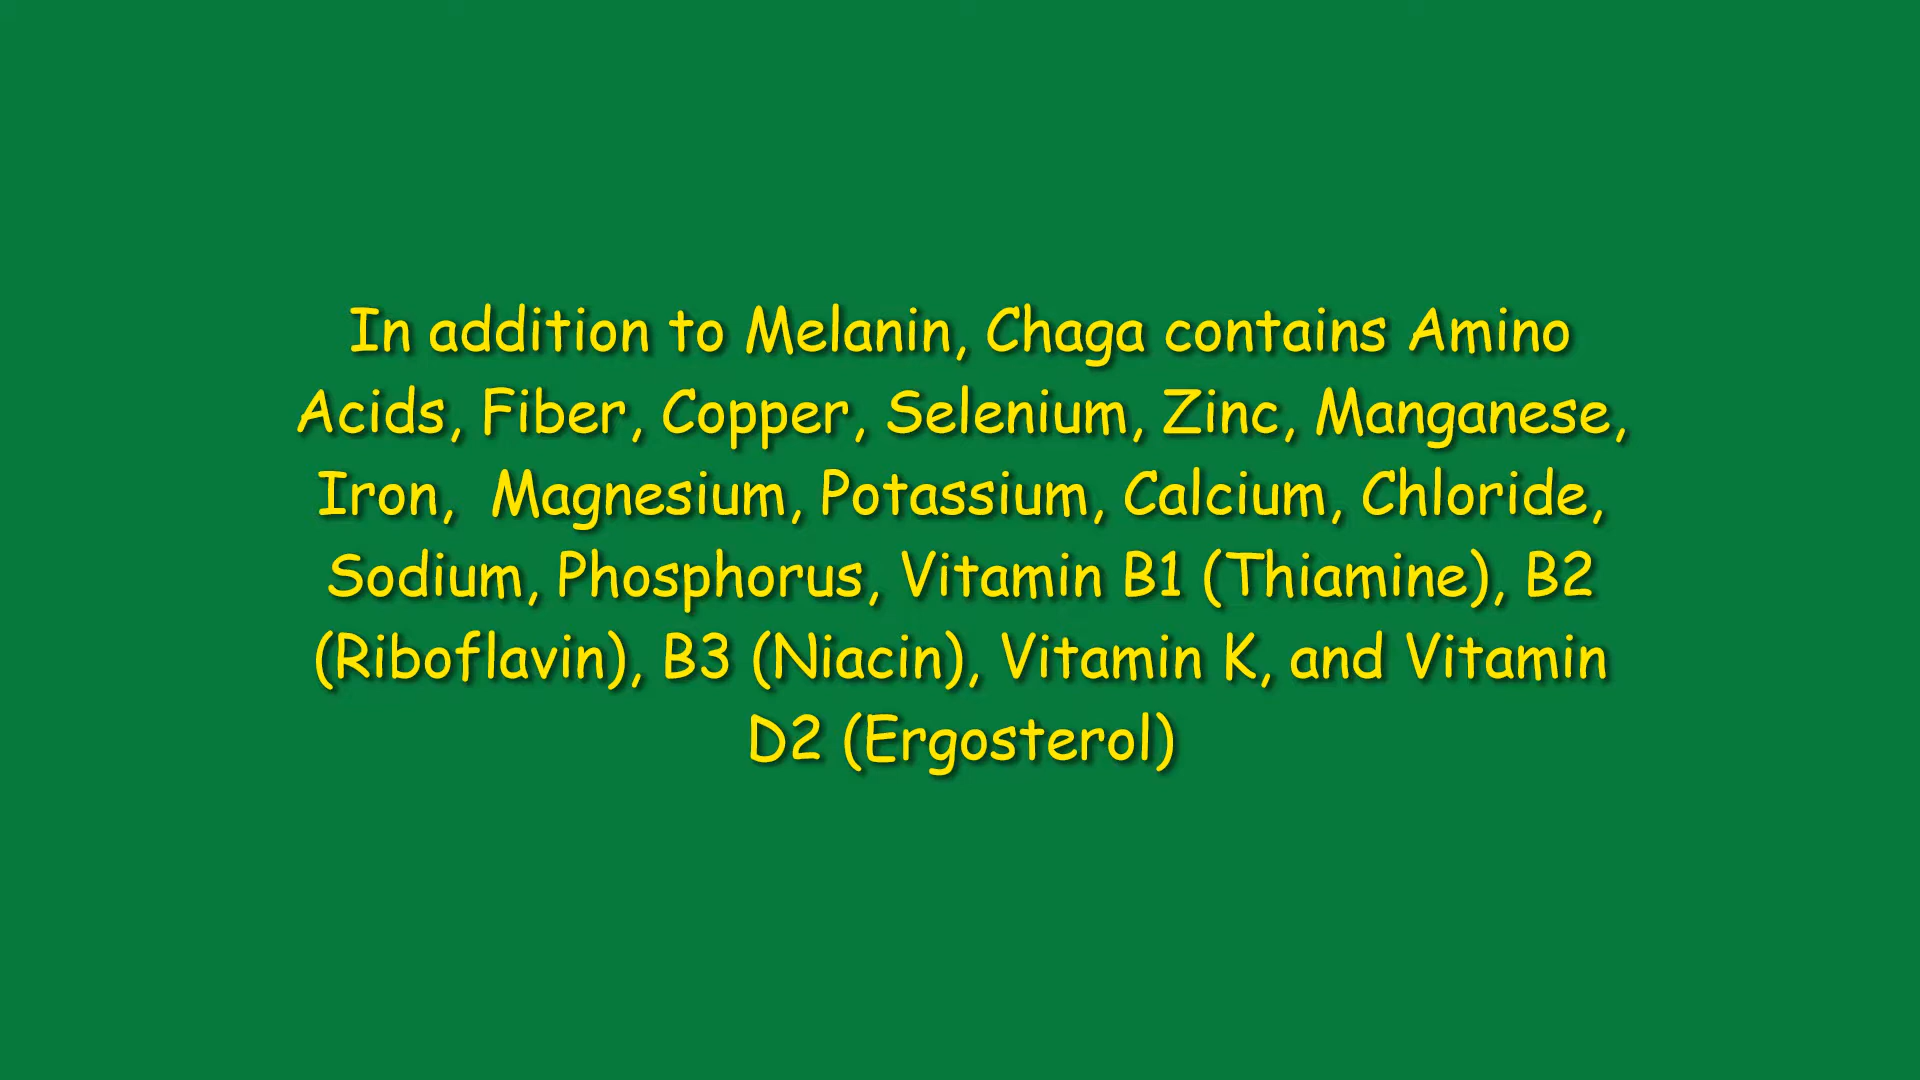 In addition to Melanin, Chaga contains Amino
Acids, Fiber, Copper, Selenium, Zinc, Manganese,
Iron,  Magnesium, Potassium, Calcium, Chloride,
Sodium, Phosphorus, Vitamin B1 (Thiamine), B2
(Riboflavin), B3 (Niacin), Vitamin K, and Vitamin
D2 (Ergosterol)